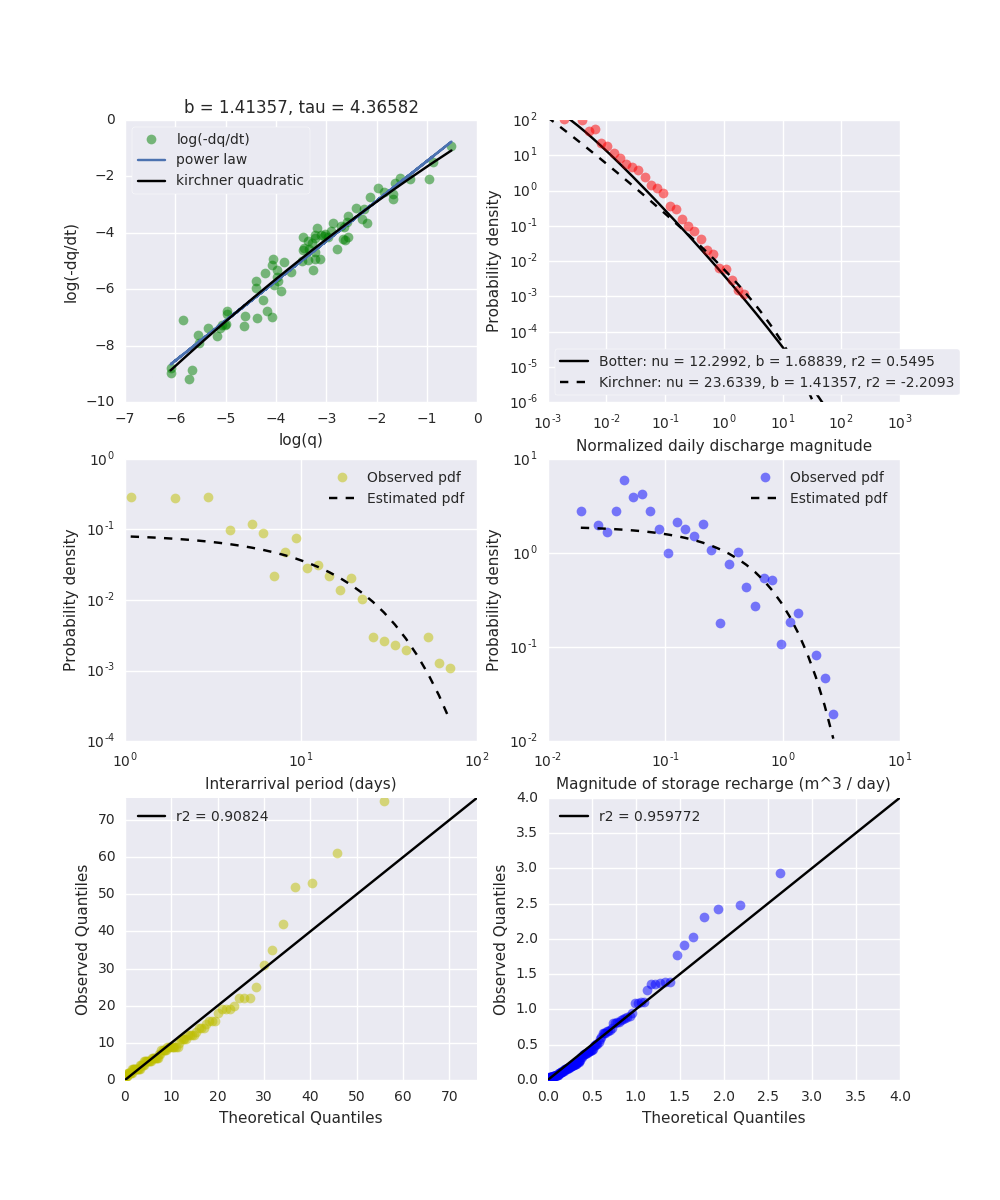 b = 1.41357, tau = 4.36582
log(-dq/dt)
power law
kirchner quadratic
0
−2
−4
−6
−8
−10
log(-dq/dt)
−7 −6 −5 −4 −3 −2 −1 0
log(q)
10^2
10^1
10^0
10^-1
10^-2
10^-3
10^-4
10^-5
10^-6
Probability density
Botter: nu = 12.2992, b = 1.68839, r2 = 0.5495
Kirchner: nu = 23.6339, b = 1.41357, r2 = -2.2093
10^-3 10^-2 10^-1 10^0 10^1 10^2 10^3
Normalized daily discharge magnitude
Observed pdf
Estimated pdf
10^0
10^-1
10^-2
10^-3
10^-4
Probability density
10^0 10^1 10^2
Interarrival period (days)
Observed pdf
Estimated pdf
10^1
10^0
10^-1
10^-2
Probability density
10^-2 10^-1 10^0 10^1
Magnitude of storage recharge (m^3 / day)
r2 = 0.90824
70
60
50
40
30
20
10
0
Observed Quantiles
0 10 20 30 40 50 60 70
Theoretical Quantiles
r2 = 0.959772
4.0
3.5
3.0
2.5
2.0
1.5
1.0
0.5
0.0
Observed Quantiles
0.0 0.5 1.0 1.5 2.0 2.5 3.0 3.5 4.0
Theoretical Quantiles